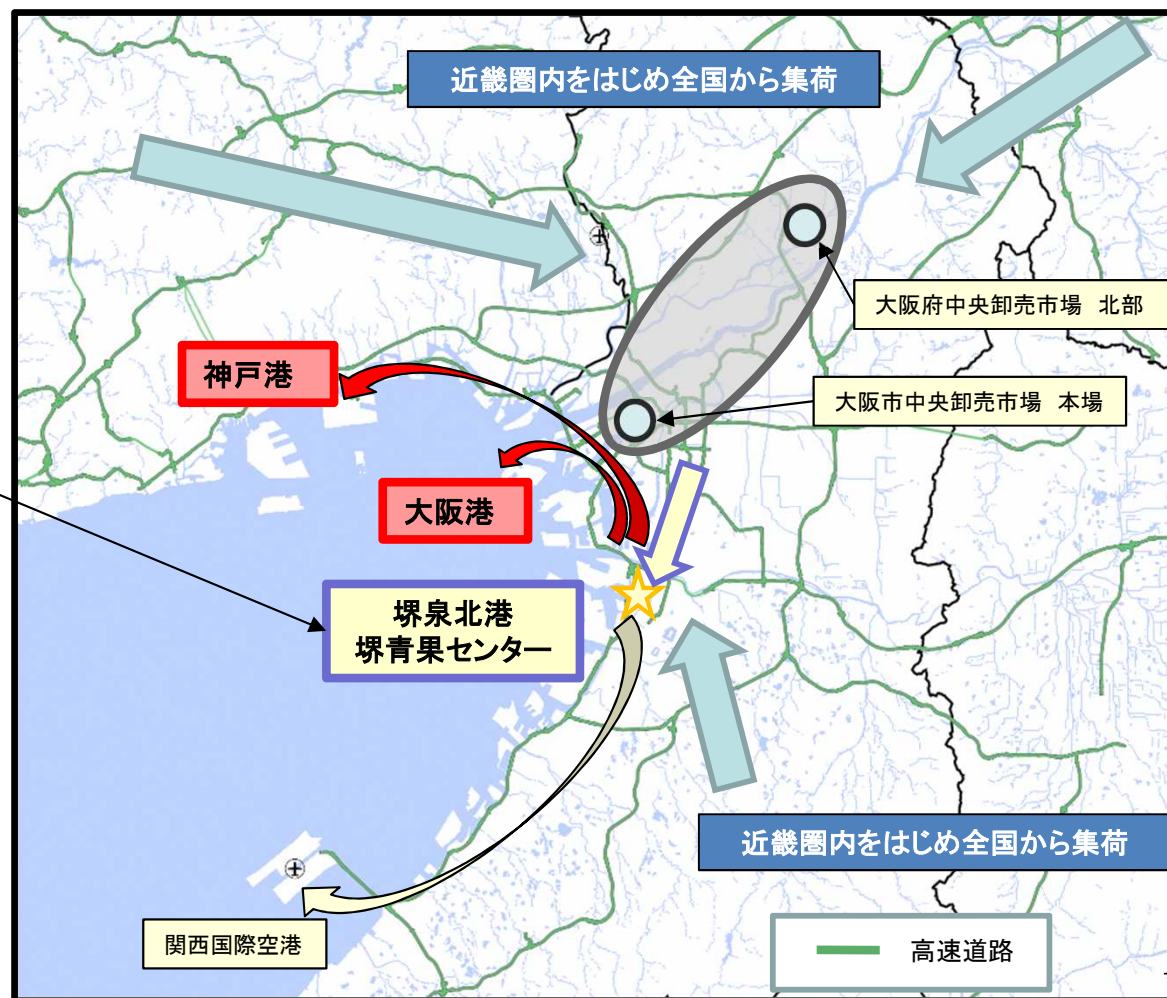 近畿圏内をはじめ全国から集荷
大阪府中央卸売市場 北部
神戸港
大阪市中央卸売市場 本場
大阪港
堺泉北港
堺青果センター
近畿圏内をはじめ全国から集荷
関西国際空港
高速道路